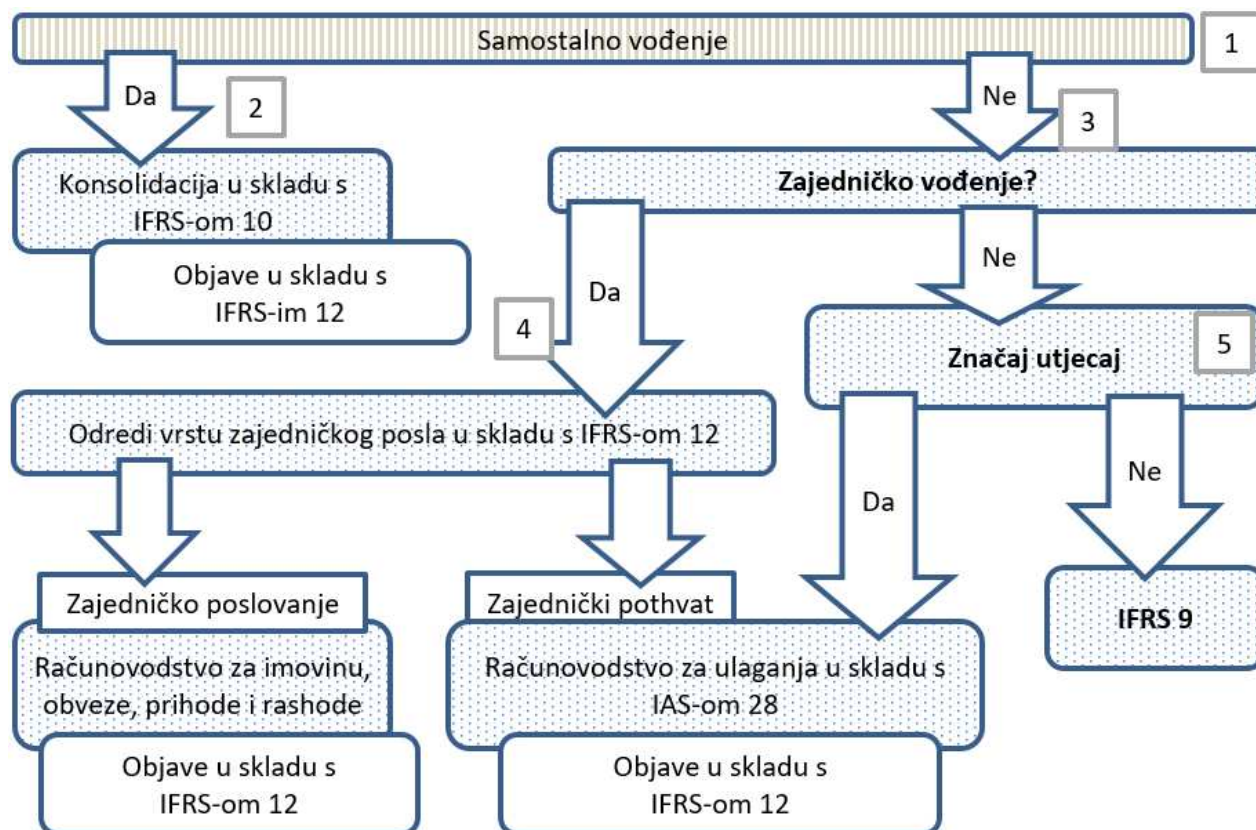 Samostalno vođenje
1
Da
2
Ne
3
Konsolidacija u skladu s
IFRS-om 10
Objave u skladu s
IFRS-im 12
Zajedničko vođenje?
Da
4
Ne
Značaj utjecaj
5
Odredi vrstu zajedničkog posla u skladu s IFRS-om 12
Da
Ne
Zajedničko poslovanje
Računovodstvo za imovinu,
obveze, prihode i rashode
Objave u skladu s
IFRS-om 12
Zajednički pothvat
Računovodstvo za ulaganja u skladu s
IAS-om 28
Objave u skladu s
IFRS-om 12
IFRS 9